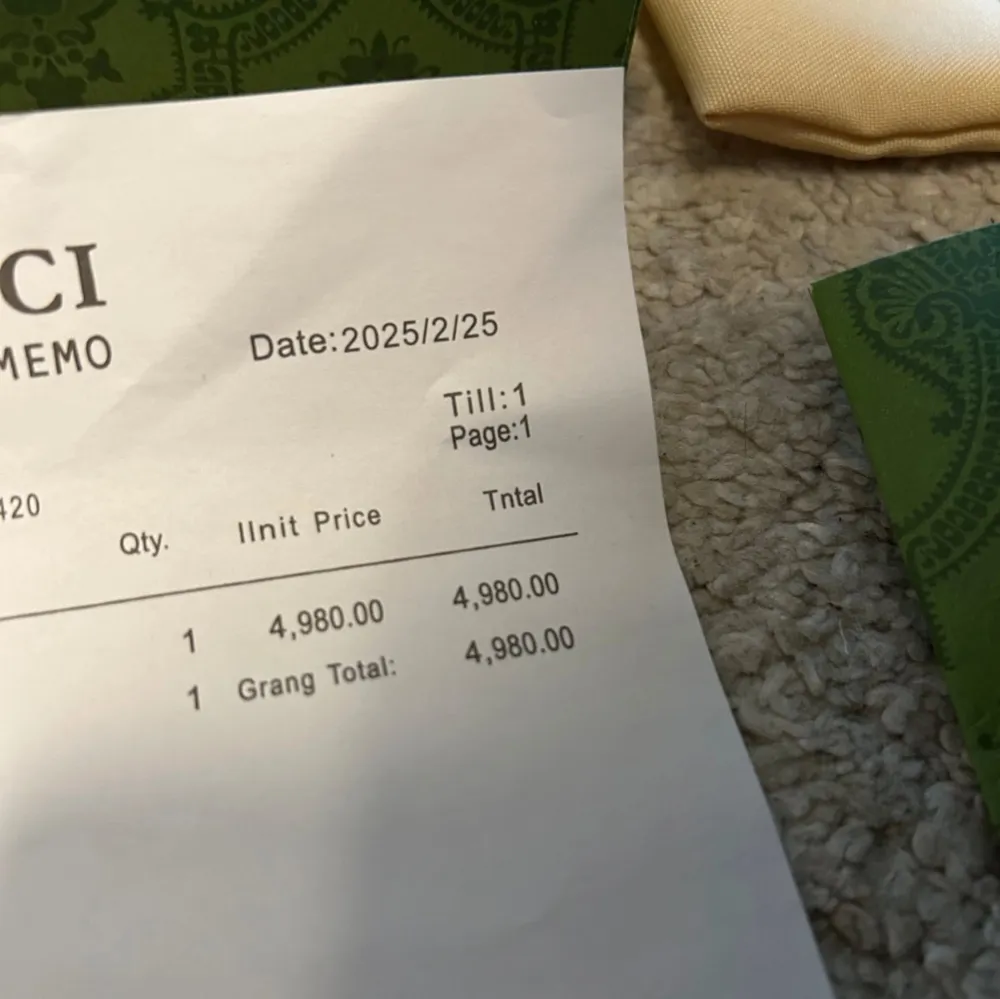 CI
MEMO
Date:2025/2/25
Till:1
Page:1
420
Qty. IInit Price Tntal
1 4,980.00 4,980.00
1 Grang Total: 4,980.00